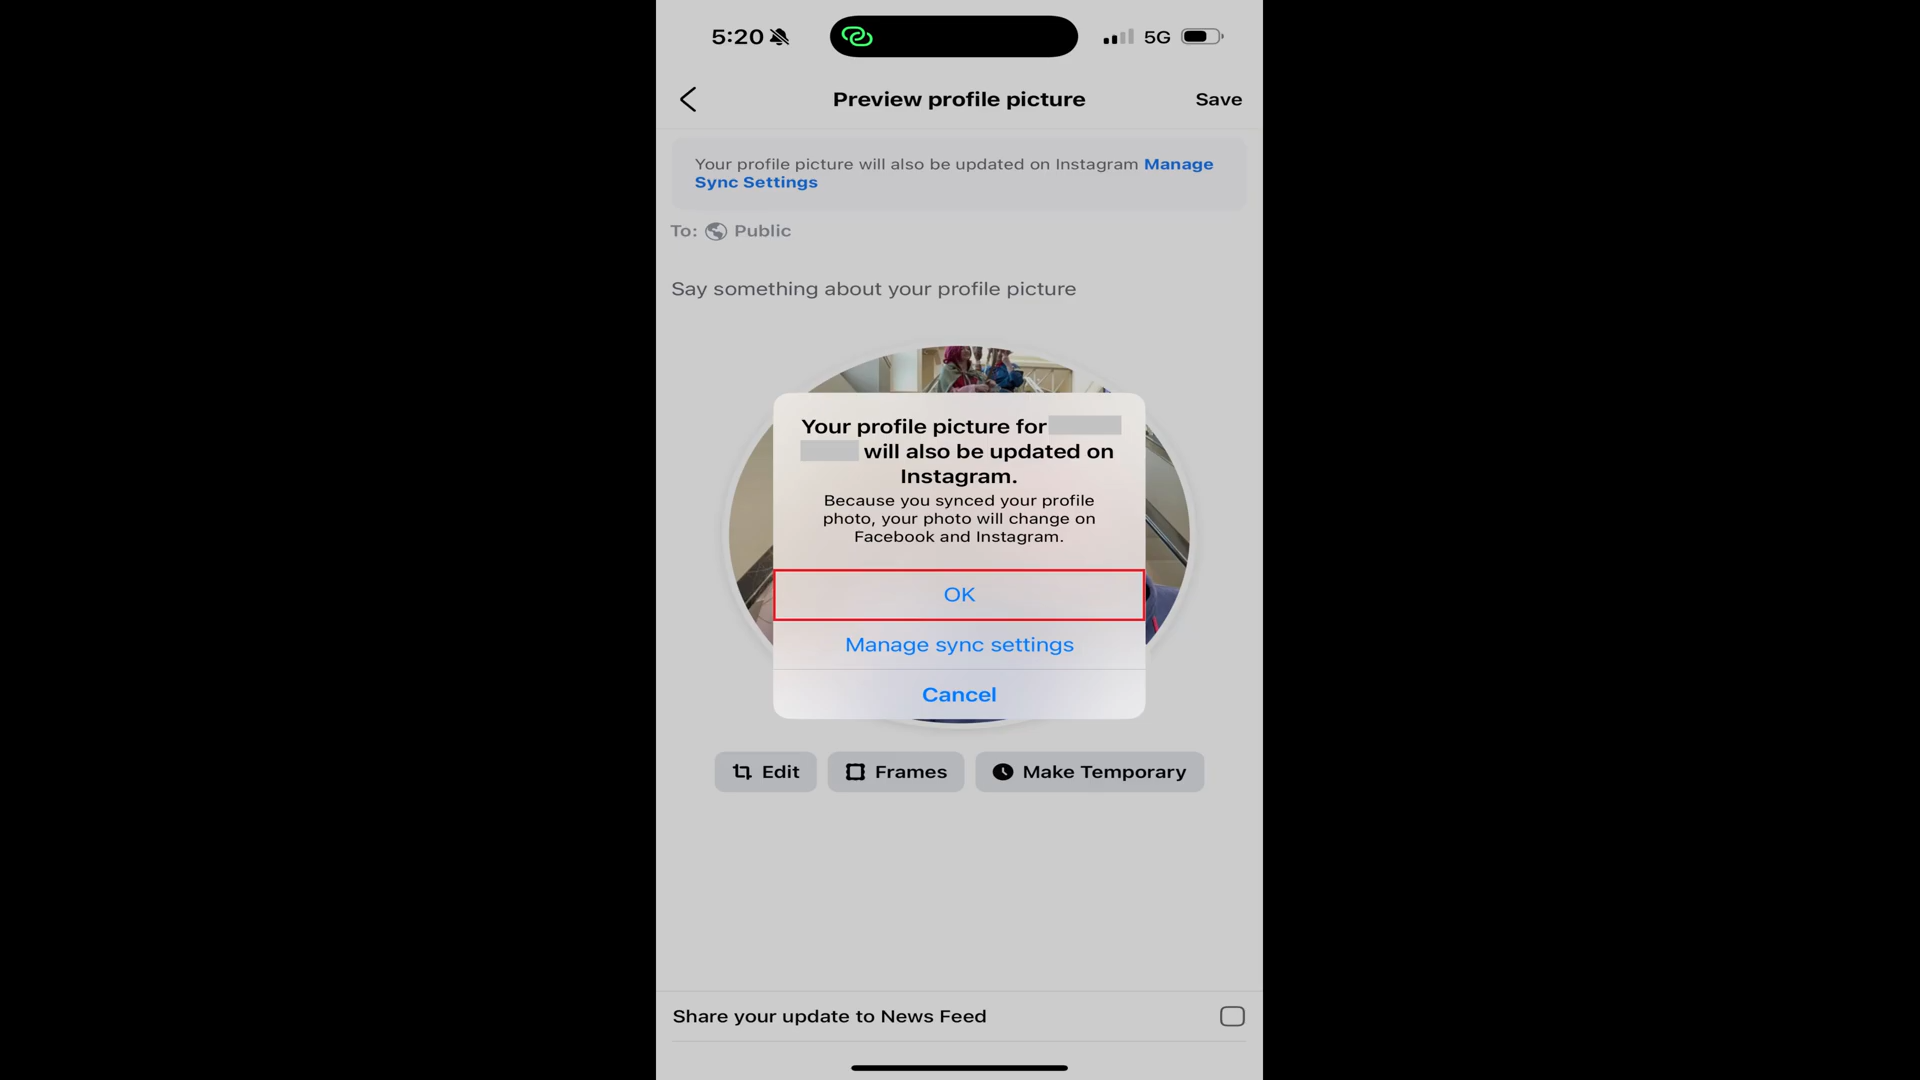 5:20
5G
Preview profile picture
Save
Your profile picture will also be updated on Instagram Manage
Sync Settings
To: Public
Say something about your profile picture
Your profile picture for
will also be updated on
Instagram.
Because you synced your profile
photo, your photo will change on
Facebook and Instagram.
OK
Manage sync settings
Cancel
Edit
Frames
Make Temporary
Share your update to News Feed